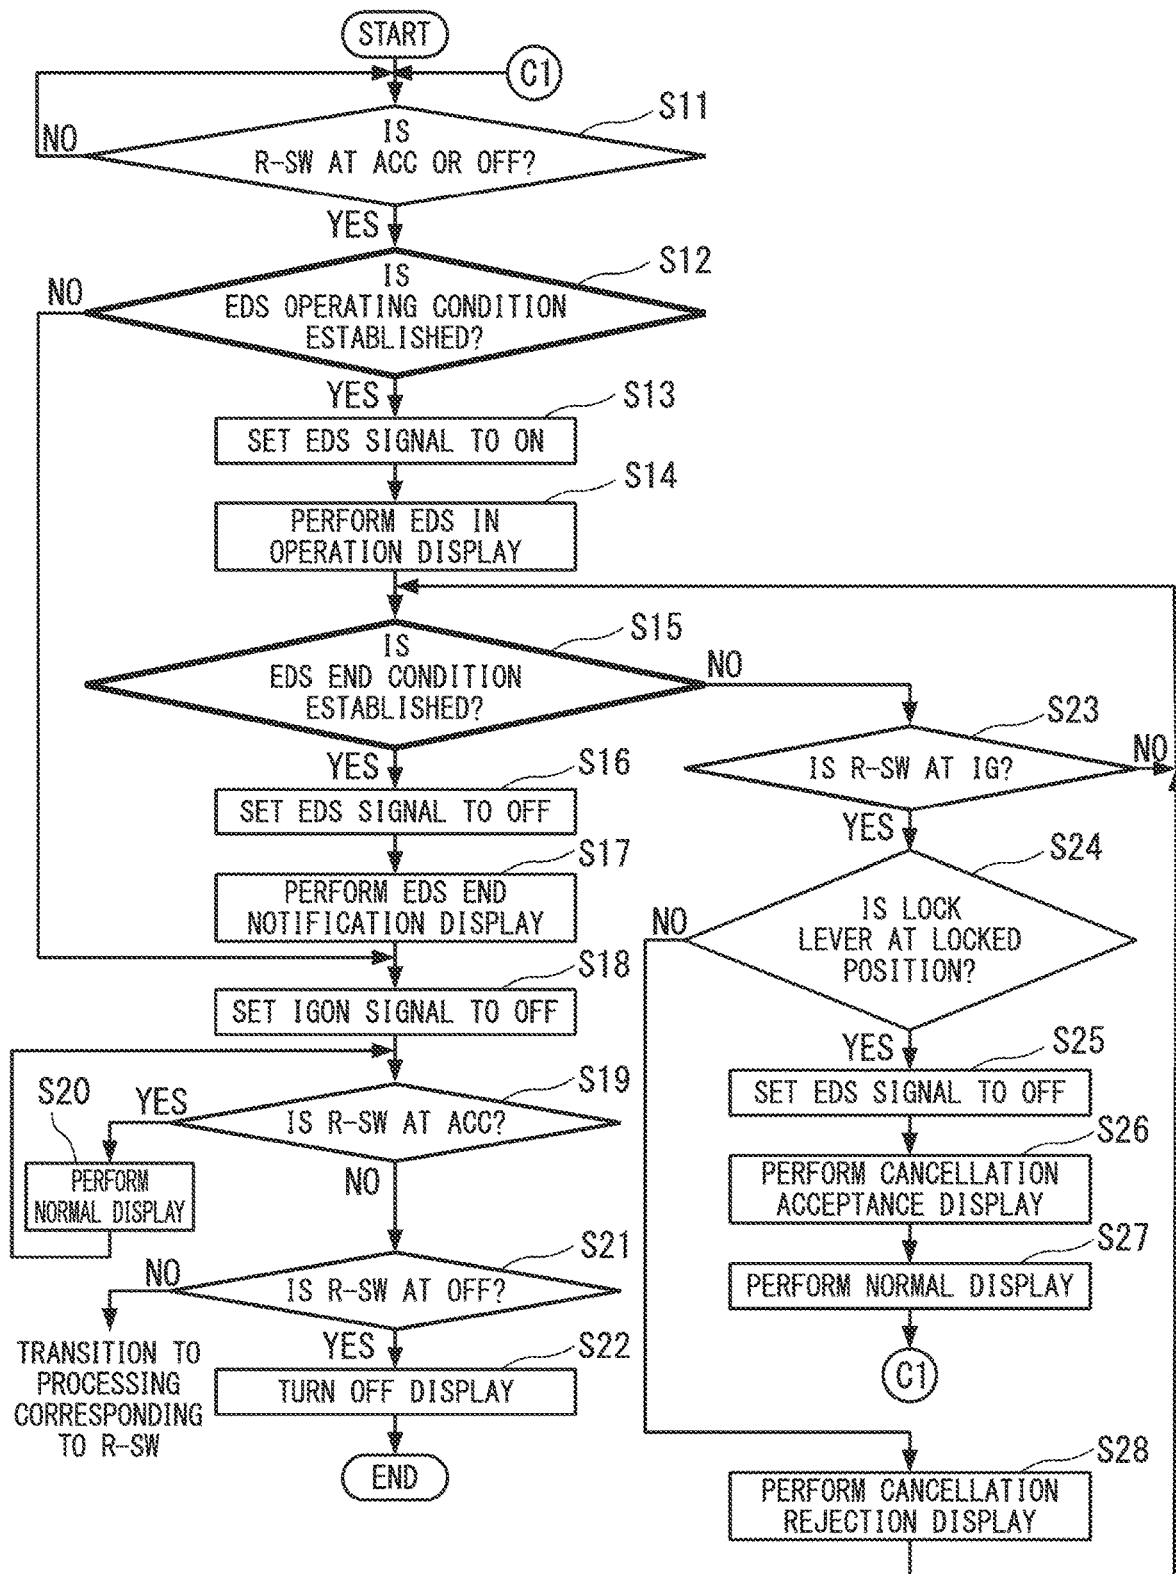 START
C1
S11
NO
IS
R-SW AT ACC OR OFF?
YES
S12
NO
IS
EDS OPERATING CONDITION
ESTABLISHED?
YES
S13
SET EDS SIGNAL TO ON
S14
PERFORM EDS IN
OPERATION DISPLAY
S15
IS
EDS END CONDITION
ESTABLISHED?
NO
YES
S16
SET EDS SIGNAL TO OFF
S17
PERFORM EDS END
NOTIFICATION DISPLAY
S18
SET IGON SIGNAL TO OFF
S19
IS R-SW AT ACC?
YES
S20
PERFORM
NORMAL DISPLAY
NO
S21
IS R-SW AT OFF?
NO
TRANSITION TO
PROCESSING
CORRESPONDING
TO R-SW
YES
S22
TURN OFF DISPLAY
END
S23
IS R-SW AT IG?
NO
YES
S24
IS LOCK
LEVER AT LOCKED
POSITION?
NO
YES
S25
SET EDS SIGNAL TO OFF
S26
PERFORM CANCELLATION
ACCEPTANCE DISPLAY
S27
PERFORM NORMAL DISPLAY
C1
S28
PERFORM CANCELLATION
REJECTION DISPLAY